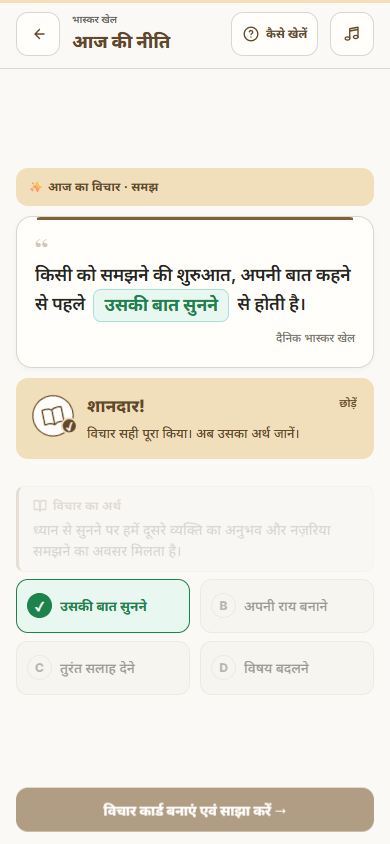 भास्कर खेल
आज की नीति
कैसे खेलें
✨ आज का विचार · समझ
“
किसी को समझने की शुरुआत, अपनी बात कहने
से पहले उसकी बात सुनने से होती है।
दैनिक भास्कर खेल
शानदार!
छोड़ें
विचार सही पूरा किया। अब उसका अर्थ जानें।
विचार का अर्थ
ध्यान से सुनने पर हमें दूसरे व्यक्ति का अनुभव और नज़रिया
समझने का अवसर मिलता है।
✓ उसकी बात सुनने
B अपनी राय बनाने
C तुरंत सलाह देने
D विषय बदलने
विचार कार्ड बनाएं एवं साझा करें →